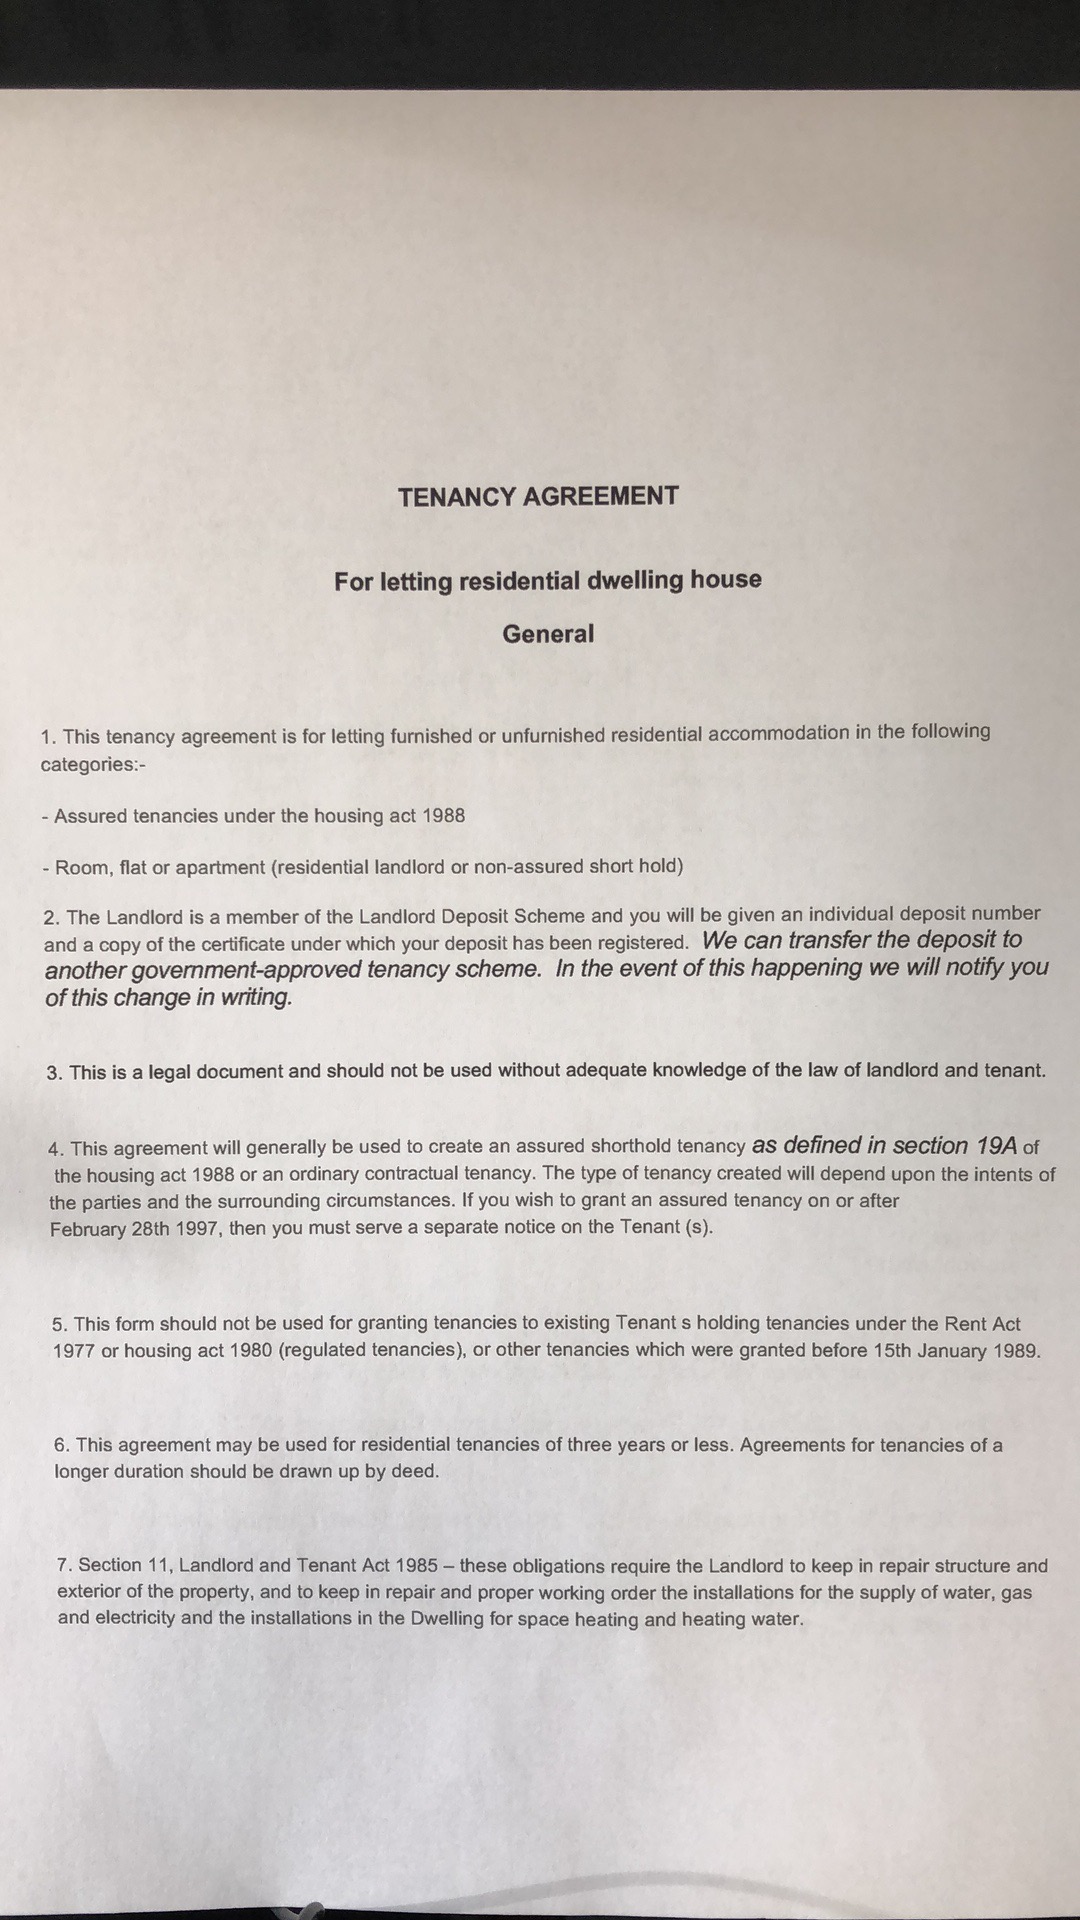 TENANCY AGREEMENT
For letting residential dwelling house
General
1. This tenancy agreement is for letting furnished or unfurnished residential accommodation in the following
categories:-
- Assured tenancies under the housing act 1988
- Room, flat or apartment (residential landlord or non-assured short hold)
2. The Landlord is a member of the Landlord Deposit Scheme and you will be given an individual deposit number
and a copy of the certificate under which your deposit has been registered. We can transfer the deposit to
another government-approved tenancy scheme. In the event of this happening we will notify you
of this change in writing.
3. This is a legal document and should not be used without adequate knowledge of the law of landlord and tenant.
4. This agreement will generally be used to create an assured shorthold tenancy as defined in section 19A of
the housing act 1988 or an ordinary contractual tenancy. The type of tenancy created will depend upon the intents of
the parties and the surrounding circumstances. If you wish to grant an assured tenancy on or after
February 28th 1997, then you must serve a separate notice on the Tenant (s).
5. This form should not be used for granting tenancies to existing Tenant s holding tenancies under the Rent Act
1977 or housing act 1980 (regulated tenancies), or other tenancies which were granted before 15th January 1989.
6. This agreement may be used for residential tenancies of three years or less. Agreements for tenancies of a
longer duration should be drawn up by deed.
7. Section 11, Landlord and Tenant Act 1985 – these obligations require the Landlord to keep in repair structure and
exterior of the property, and to keep in repair and proper working order the installations for the supply of water, gas
and electricity and the installations in the Dwelling for space heating and heating water.